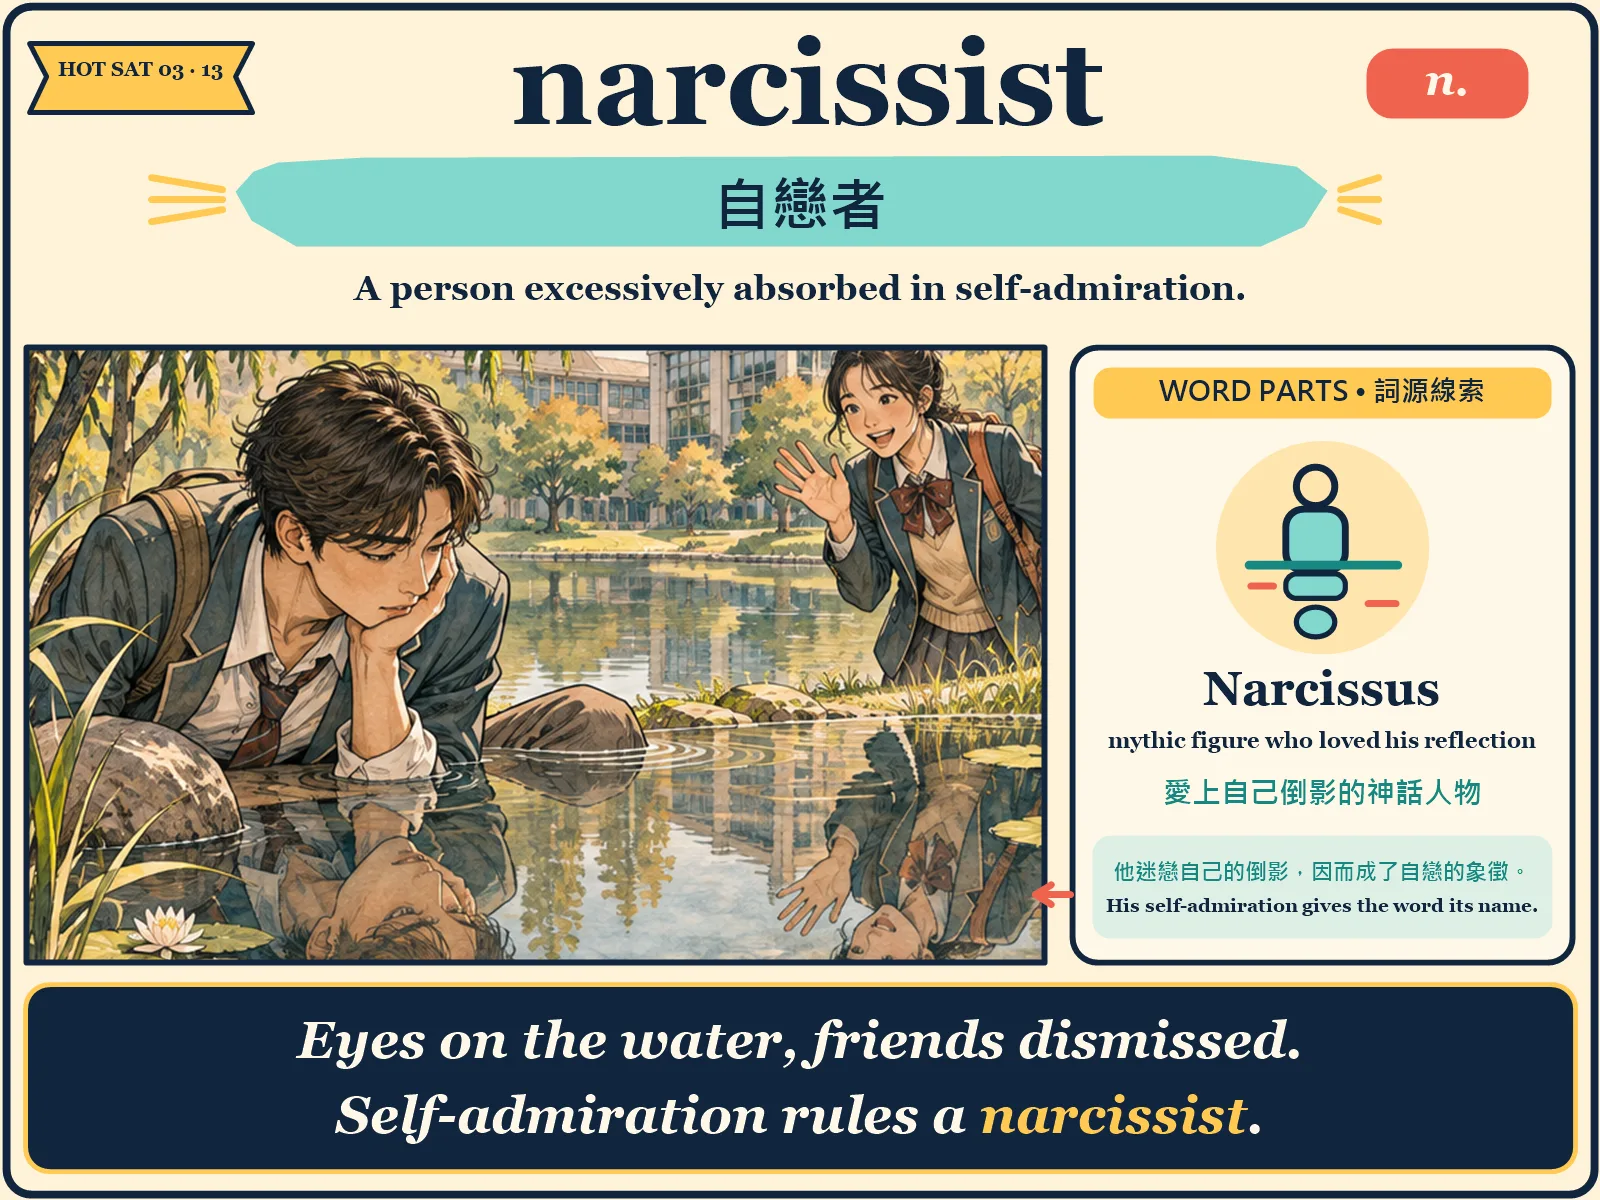 HOT SAT 03 · 13
narcissist
n.
自戀者
A person excessively absorbed in self-admiration.
WORD PARTS • 詞源線索
Narcissus
mythic figure who loved his reflection
愛上自己倒影的神話人物
他迷戀自己的倒影，因而成了自戀的象徵。
His self-admiration gives the word its name.
Eyes on the water, friends dismissed.
Self-admiration rules a narcissist.